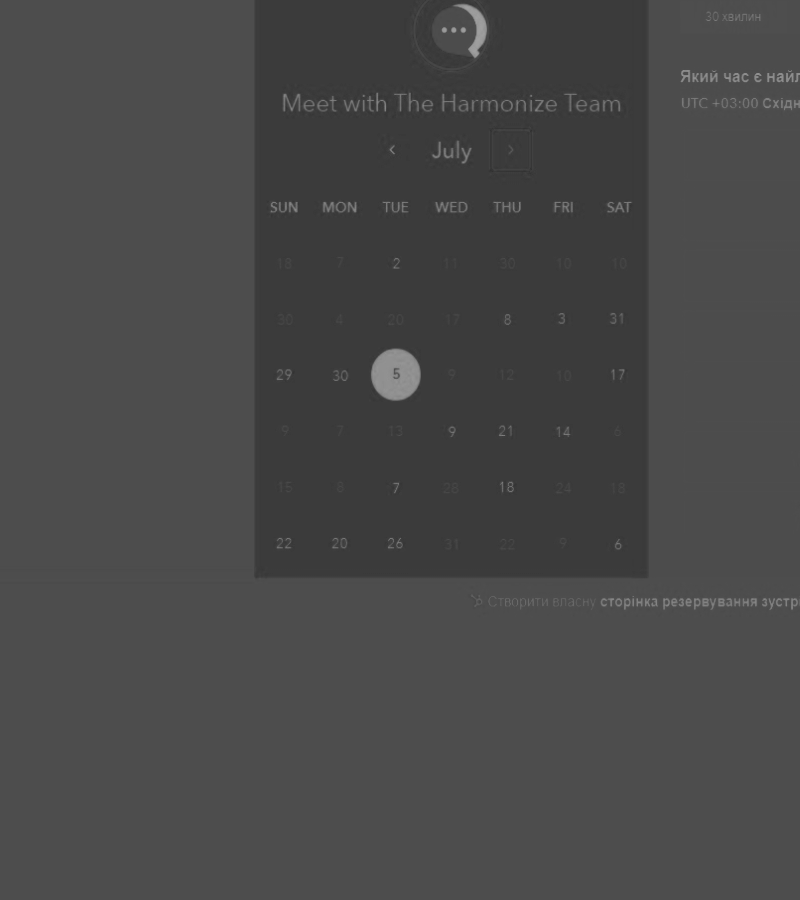 30 хвилин
Який час є найл
UTC +03:00 Східн
Meet with The Harmonize Team
July
SUN MON TUE WED THU FRI SAT
18 7 2 11 30 10 10
30 4 20 17 8 3 31
29 30 5 9 12 10 17
9 7 13 9 21 14 6
15 8 7 28 18 24 18
22 20 26 31 22 9 6
Створити власну сторінка резервування зустрі